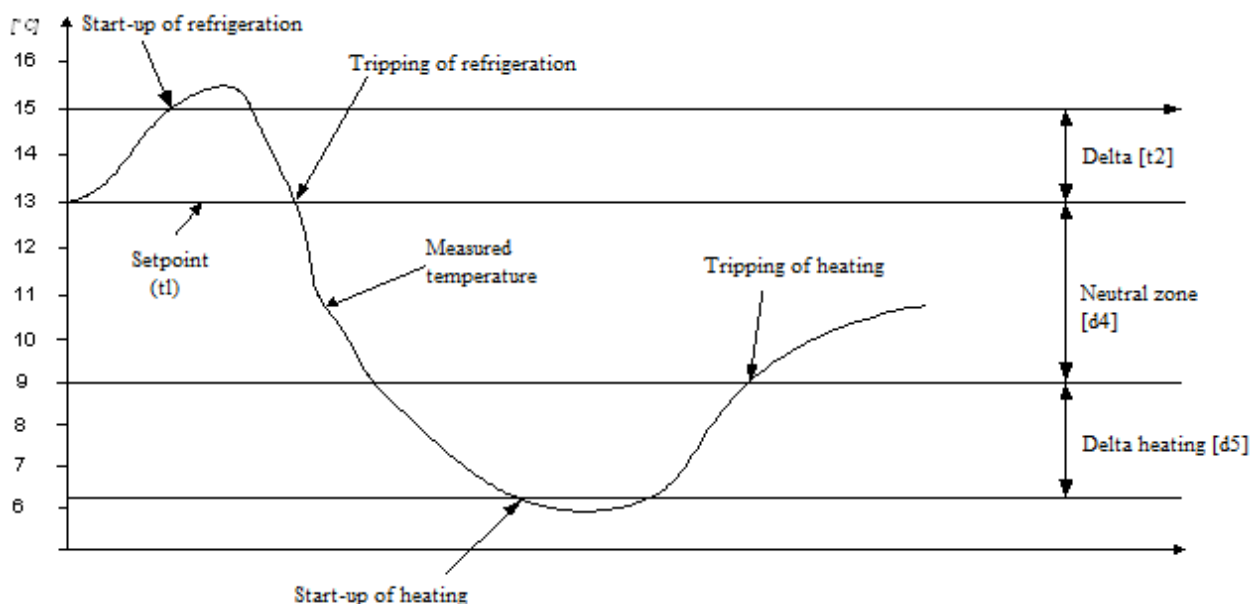 [°C]
Start-up of refrigeration
16
Tripping of refrigeration
15
14
Delta [t2]
13
12
Setpoint
(t1)
Measured
temperature
Tripping of heating
11
Neutral zone
[d4]
10
9
8
Delta heating [d5]
7
6
Start-up of heating